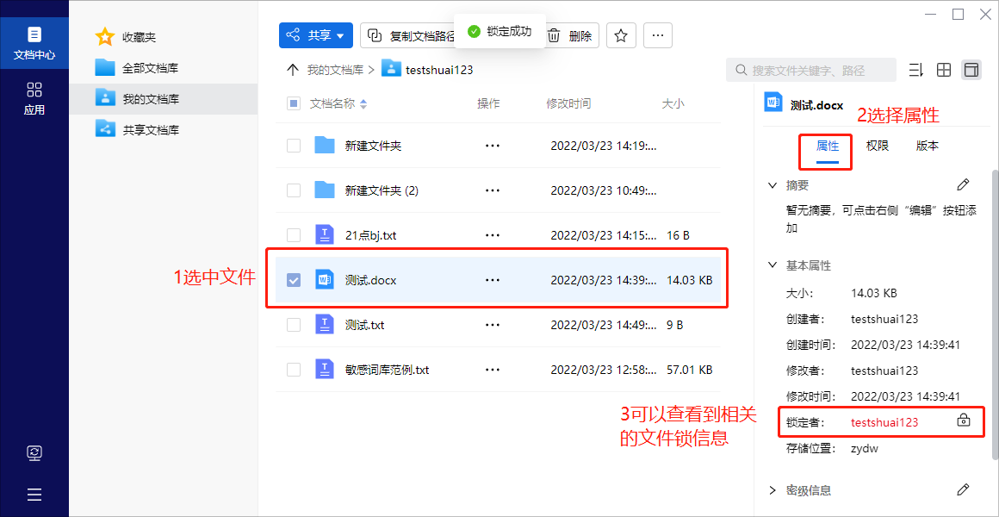 文档中心
应用
收藏夹
全部文档库
我的文档库
共享文档库
共享
复制文档路径
锁定成功
删除
我的文档库
testshuai123
搜索文件关键字、路径
文档名称 操作 修改时间 大小
新建文件夹 2022/03/23 14:19:...
新建文件夹 (2) 2022/03/23 10:49:...
21点bj.txt 2022/03/23 14:15:... 16 B
测试.docx 2022/03/23 14:39:... 14.03 KB
测试.txt 2022/03/23 14:49:... 9 B
敏感词库范例.txt 2022/03/23 12:58:... 57.01 KB
1选中文件
测试.docx
2选择属性
属性 权限 版本
摘要
暂无摘要，可点击右侧“编辑”按钮添
加
基本属性
大小： 14.03 KB
创建者： testshuai123
创建时间： 2022/03/23 14:39:41
修改者： testshuai123
修改时间： 2022/03/23 14:39:41
锁定者： testshuai123
存储位置： zydw
密级信息
3可以查看到相关
的文件锁信息